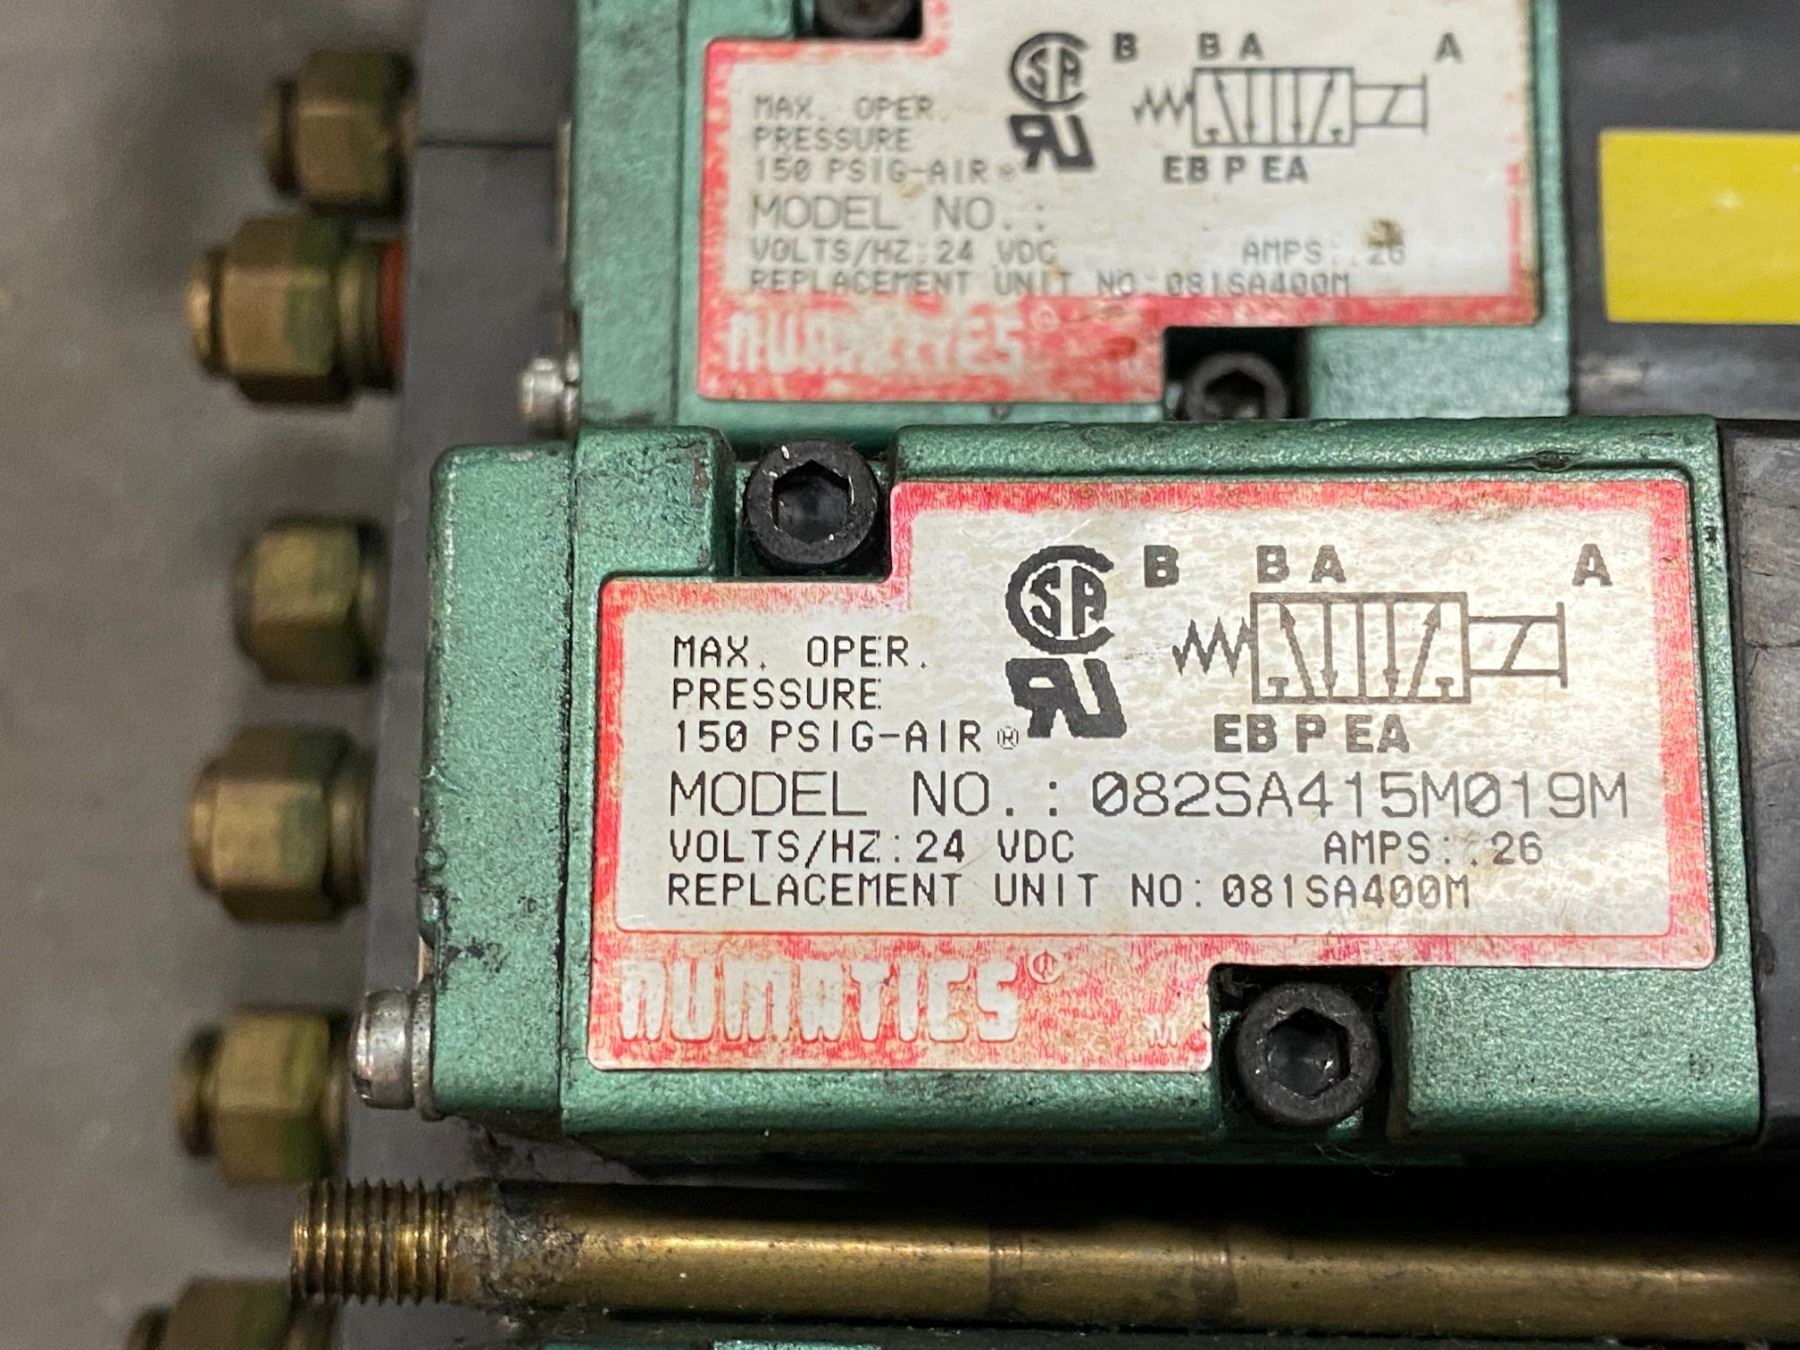 B BA A
MAX. OPER.
PRESSURE
150 PSIG-AIR ®
EB P EA
MODEL NO.:
VOLTS/HZ:24 VDC AMPS:.26
REPLACEMENT UNIT NO:081SA400M
NUMATICS®
B BA A
MAX. OPER.
PRESSURE
150 PSIG-AIR ®
EB P EA
MODEL NO.: 082SA415M019M
VOLTS/HZ:24 VDC AMPS:.26
REPLACEMENT UNIT NO:081SA400M
NUMATICS®